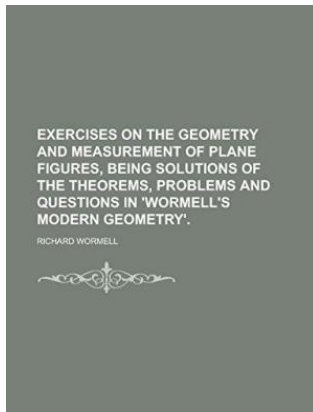 EXERCISES ON THE GEOMETRY
AND MEASUREMENT OF PLANE
FIGURES, BEING SOLUTIONS OF
THE THEOREMS, PROBLEMS AND
QUESTIONS IN 'WORMELL'S
MODERN GEOMETRY'.
RICHARD WORMELL